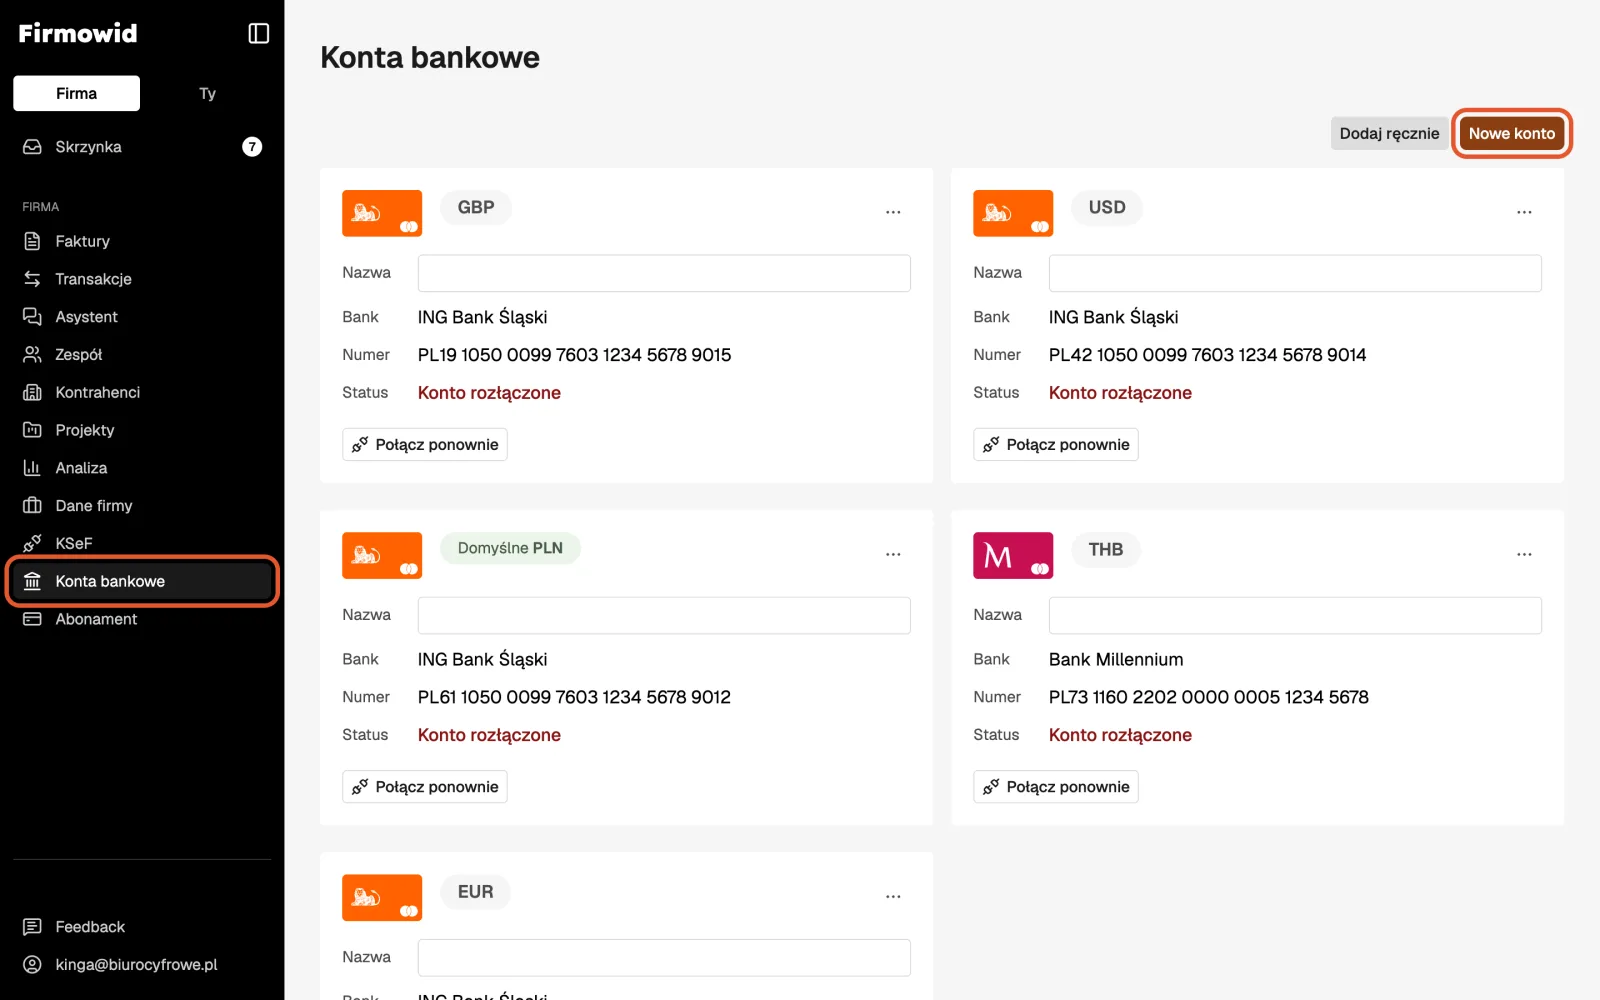 Firmowid
Firma
Ty
Skrzynka
7
FIRMA
Faktury
Transakcje
Asystent
Zespół
Kontrahenci
Projekty
Analiza
Dane firmy
KSeF
Konta bankowe
Abonament
Feedback
kinga@biurocyfrowe.pl
Konta bankowe
Dodaj ręcznie
Nowe konto
GBP
Nazwa
Bank ING Bank Śląski
Numer PL19 1050 0099 7603 1234 5678 9015
Status Konto rozłączone
Połącz ponownie
USD
Nazwa
Bank ING Bank Śląski
Numer PL42 1050 0099 7603 1234 5678 9014
Status Konto rozłączone
Połącz ponownie
Domyślne PLN
Nazwa
Bank ING Bank Śląski
Numer PL61 1050 0099 7603 1234 5678 9012
Status Konto rozłączone
Połącz ponownie
M
THB
Nazwa
Bank Bank Millennium
Numer PL73 1160 2202 0000 0005 1234 5678
Status Konto rozłączone
Połącz ponownie
EUR
Nazwa
Bank ING Bank Śląski